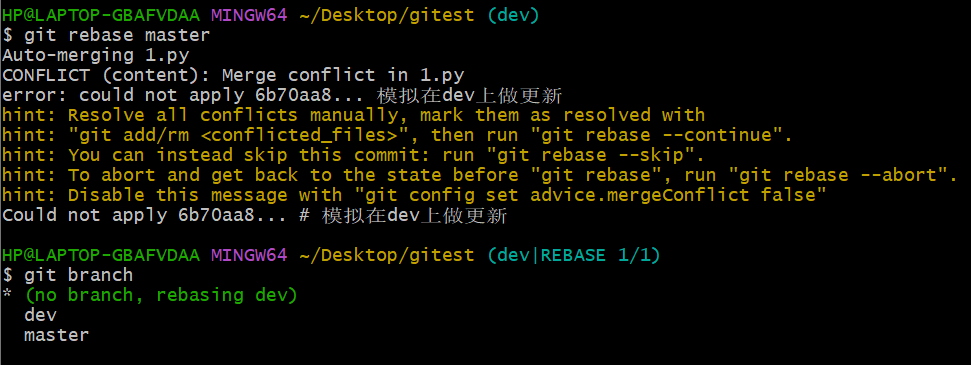 HP@LAPTOP-GBAFVDAA MINGW64 ~/Desktop/gitest (dev)
$ git rebase master
Auto-merging 1.py
CONFLICT (content): Merge conflict in 1.py
error: could not apply 6b70aa8... 模拟在dev上做更新
hint: Resolve all conflicts manually, mark them as resolved with
hint: "git add/rm <conflicted_files>", then run "git rebase --continue".
hint: You can instead skip this commit: run "git rebase --skip".
hint: To abort and get back to the state before "git rebase", run "git rebase --abort".
hint: Disable this message with "git config set advice.mergeConflict false"
Could not apply 6b70aa8... # 模拟在dev上做更新
HP@LAPTOP-GBAFVDAA MINGW64 ~/Desktop/gitest (dev|REBASE 1/1)
$ git branch
* (no branch, rebasing dev)
  dev
  master